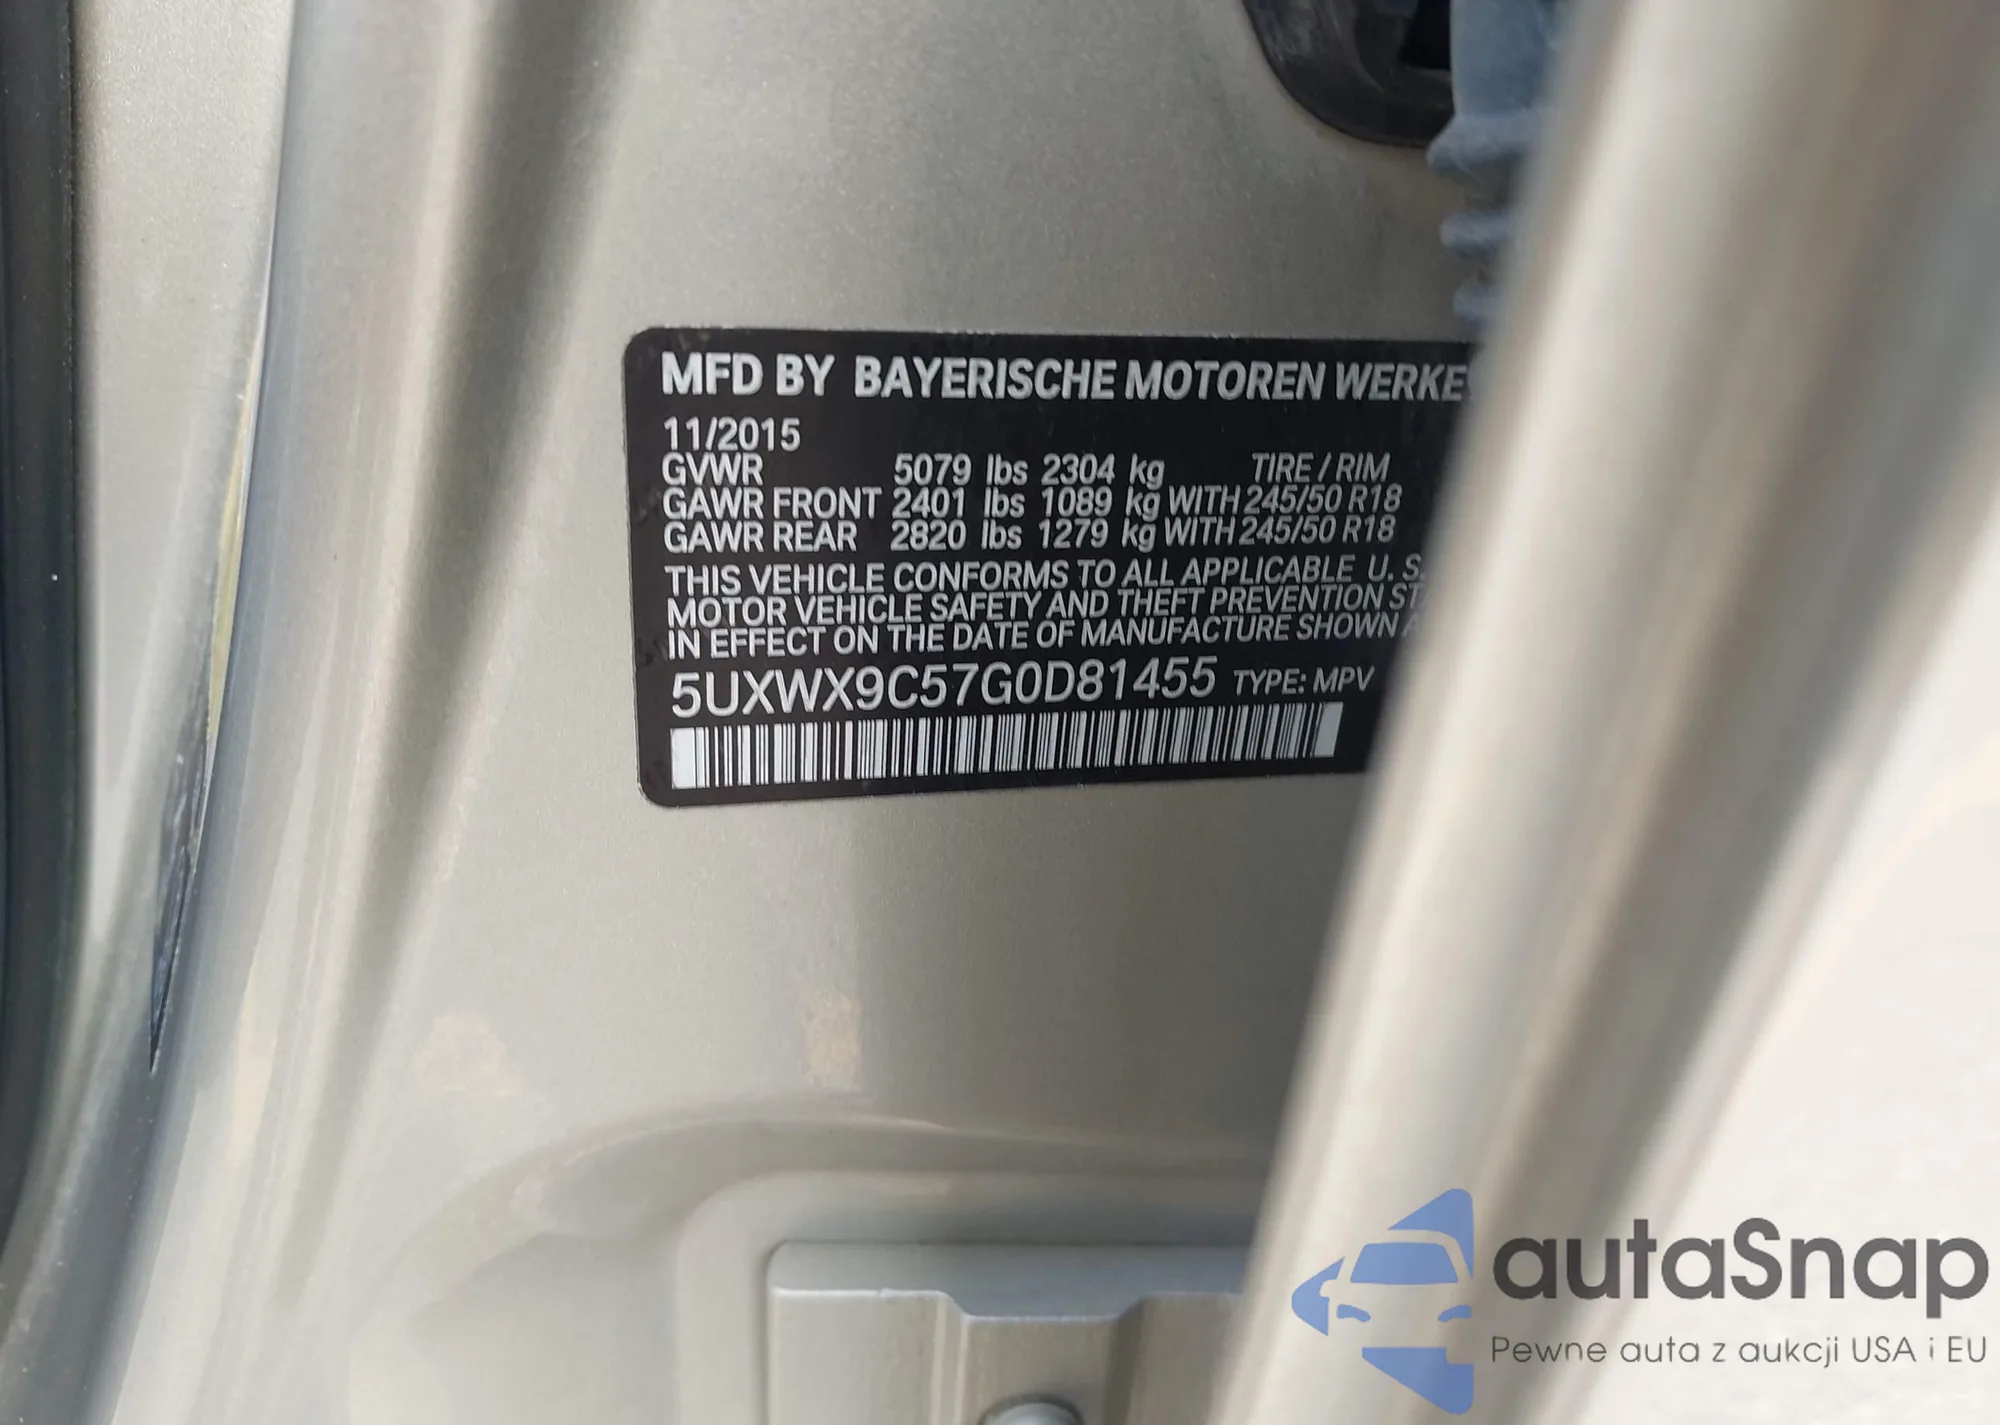 MFD BY BAYERISCHE MOTOREN WERKE
11/2015
GVWR 5079 lbs 2304 kg TIRE / RIM
GAWR FRONT 2401 lbs 1089 kg WITH 245/50 R18
GAWR REAR 2820 lbs 1279 kg WITH 245/50 R18
THIS VEHICLE CONFORMS TO ALL APPLICABLE U. S.
MOTOR VEHICLE SAFETY AND THEFT PREVENTION
IN EFFECT ON THE DATE OF MANUFACTURE SHOWN
5UXWX9C57G0D81455 TYPE: MPV
autaSnap
Pewne auta z aukcji USA i EU